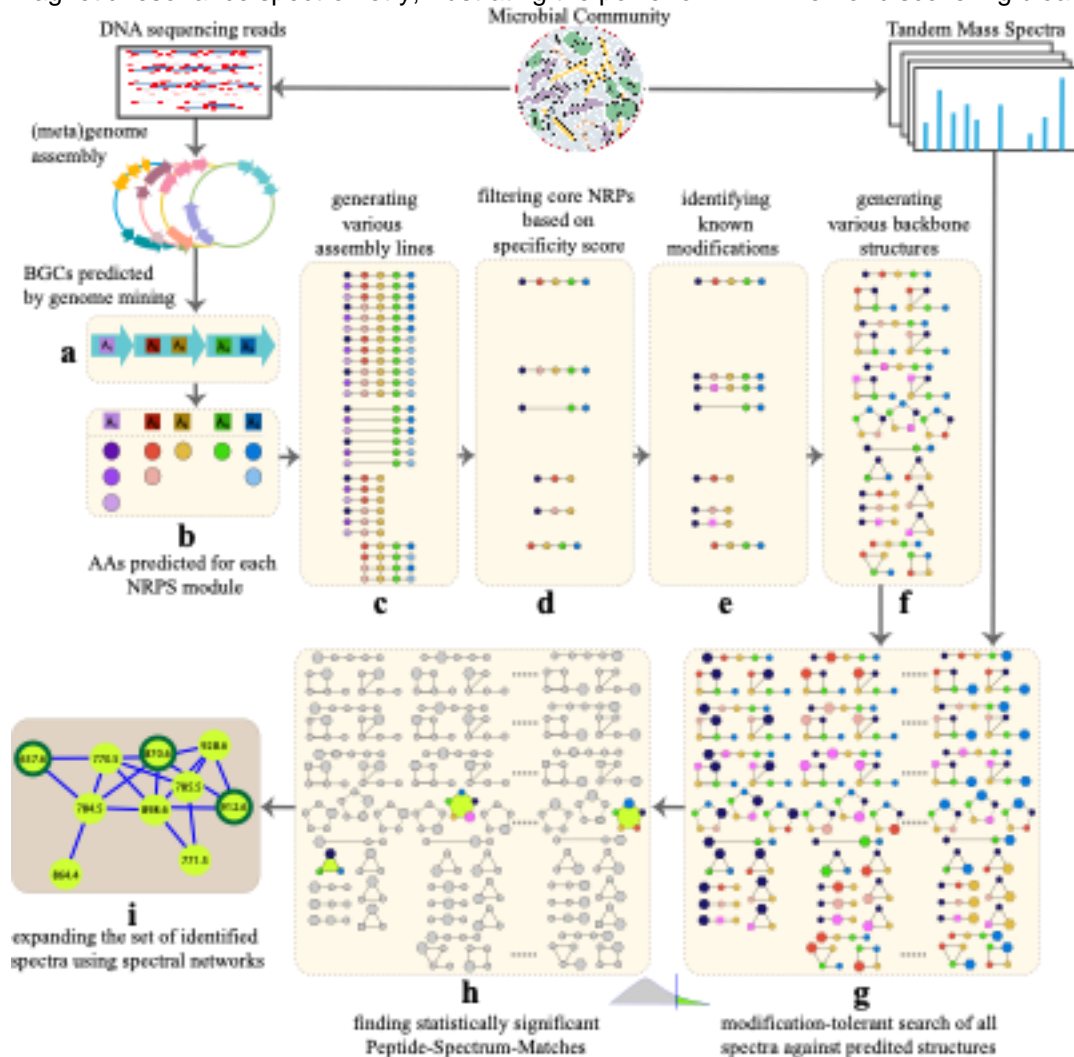 Microbial Community
DNA sequencing reads
Tandem Mass Spectra
(meta)genome
assembly
generating
various
assembly lines
filtering core NRPs
based on
specificity score
identifying
known
modifications
generating
various backbone
structures
BGCs predicted
by genome mining
a
b
AAs predicted for each
NRPS module
c
d
e
f
770.5
873.6
928.6
785.5
784.5
898.6
912.6
771.5
864.4
i
expanding the set of identified
spectra using spectral networks
h
finding statistically significant
Peptide-Spectrum-Matches
g
modification-tolerant search of all
spectra against predited structures